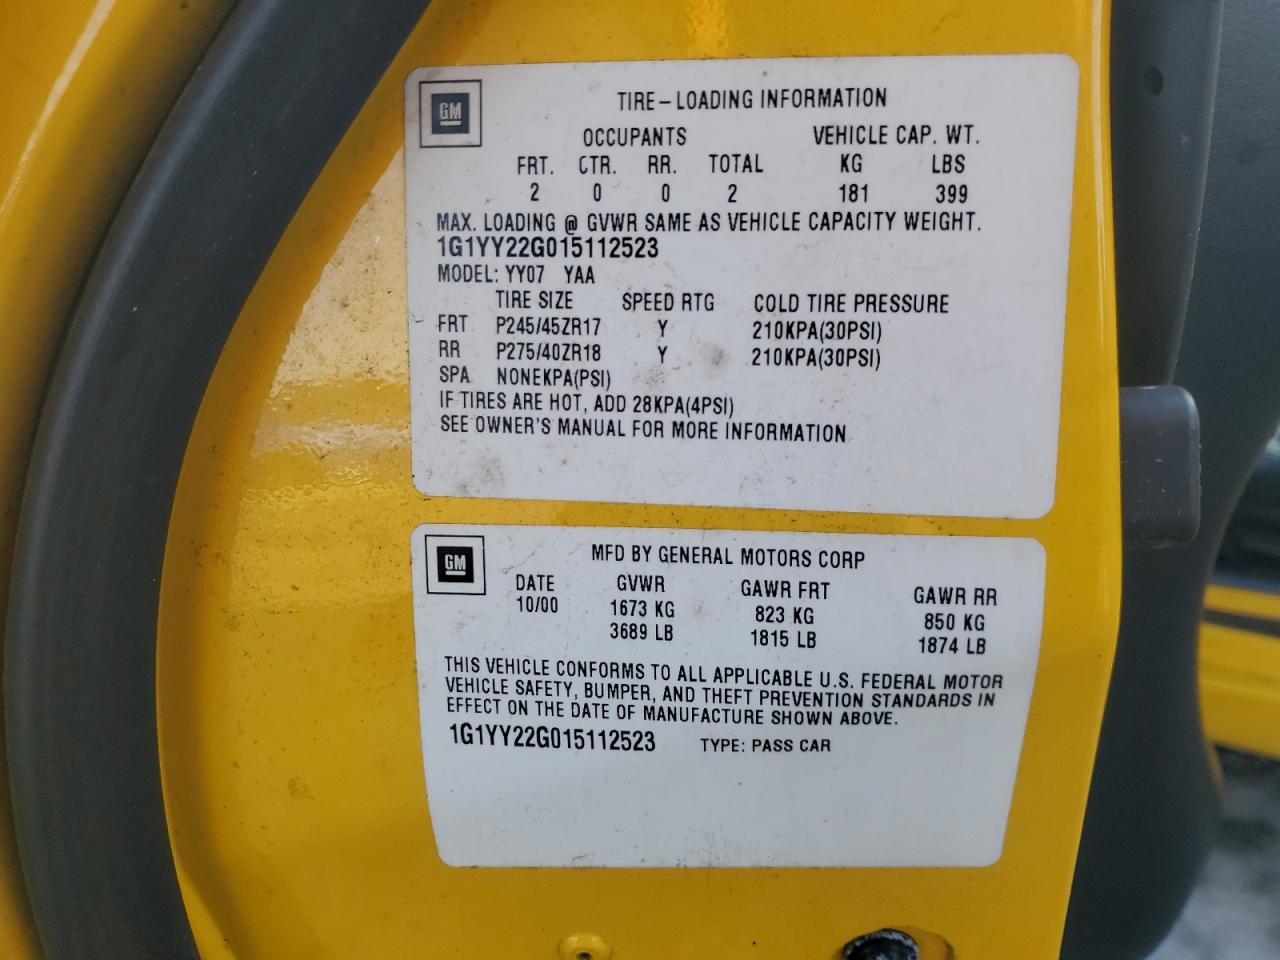 GM
TIRE-LOADING INFORMATION
OCCUPANTS VEHICLE CAP. WT.
FRT. CTR. RR. TOTAL KG LBS
2 0 0 2 181 399
MAX. LOADING @ GVWR SAME AS VEHICLE CAPACITY WEIGHT.
1G1YY22G015112523
MODEL: YY07 YAA
TIRE SIZE SPEED RTG COLD TIRE PRESSURE
FRT P245/45ZR17 Y 210KPA(30PSI)
RR P275/40ZR18 Y 210KPA(30PSI)
SPA NONEKPA(PSI)
IF TIRES ARE HOT, ADD 28KPA(4PSI)
SEE OWNER'S MANUAL FOR MORE INFORMATION
GM
MFD BY GENERAL MOTORS CORP
DATE GVWR GAWR FRT GAWR RR
10/00 1673 KG 823 KG 850 KG
3689 LB 1815 LB 1874 LB
THIS VEHICLE CONFORMS TO ALL APPLICABLE U.S. FEDERAL MOTOR
VEHICLE SAFETY, BUMPER, AND THEFT PREVENTION STANDARDS IN
EFFECT ON THE DATE OF MANUFACTURE SHOWN ABOVE.
1G1YY22G015112523 TYPE: PASS CAR